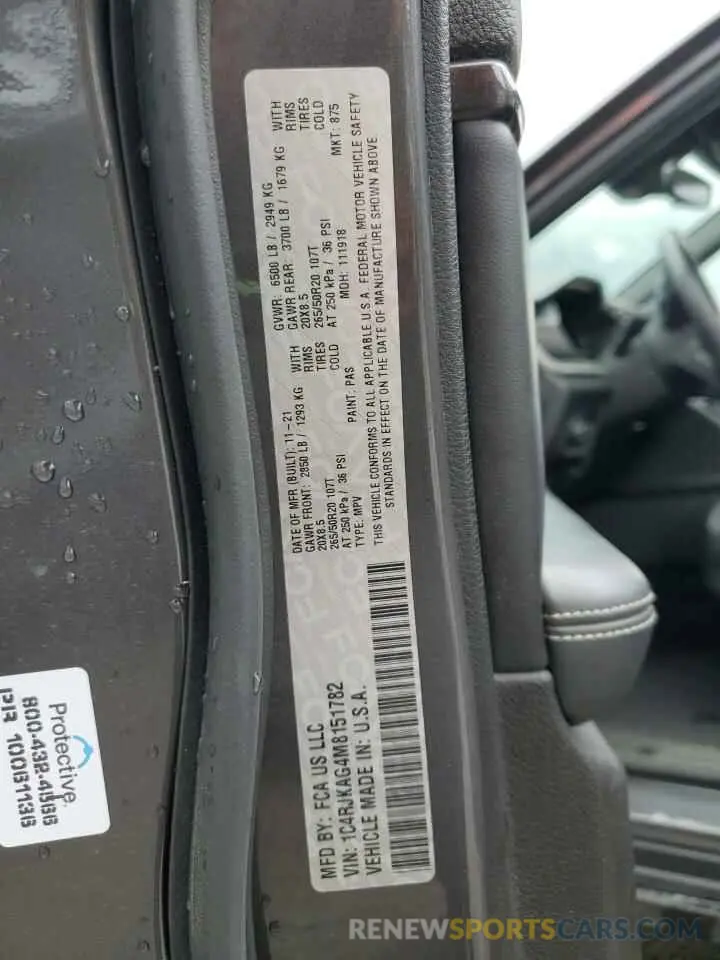 MFD BY: FCA US LLC
VIN: 1C4RJKAG4M8151782
VEHICLE MADE IN: U.S.A.
DATE OF MFR (BUILT): 11-21
GAWR FRONT: 2850 LB / 1293 KG WITH
20X8.5 RIMS
265/50R20 107T TIRES
AT 250 kPa / 36 PSI COLD
TYPE: MPV PAINT: PAS
GVWR: 6500 LB / 2949 KG
GAWR REAR: 3700 LB / 1679 KG WITH
20X8.5 RIMS
265/50R20 107T TIRES
AT 250 kPa / 36 PSI COLD
MDH: 111918 MKT: 875
THIS VEHICLE CONFORMS TO ALL APPLICABLE U.S.A. FEDERAL MOTOR VEHICLE SAFETY
STANDARDS IN EFFECT ON THE DATE OF MANUFACTURE SHOWN ABOVE
Protective.
RENEWSPORTSCARS.COM